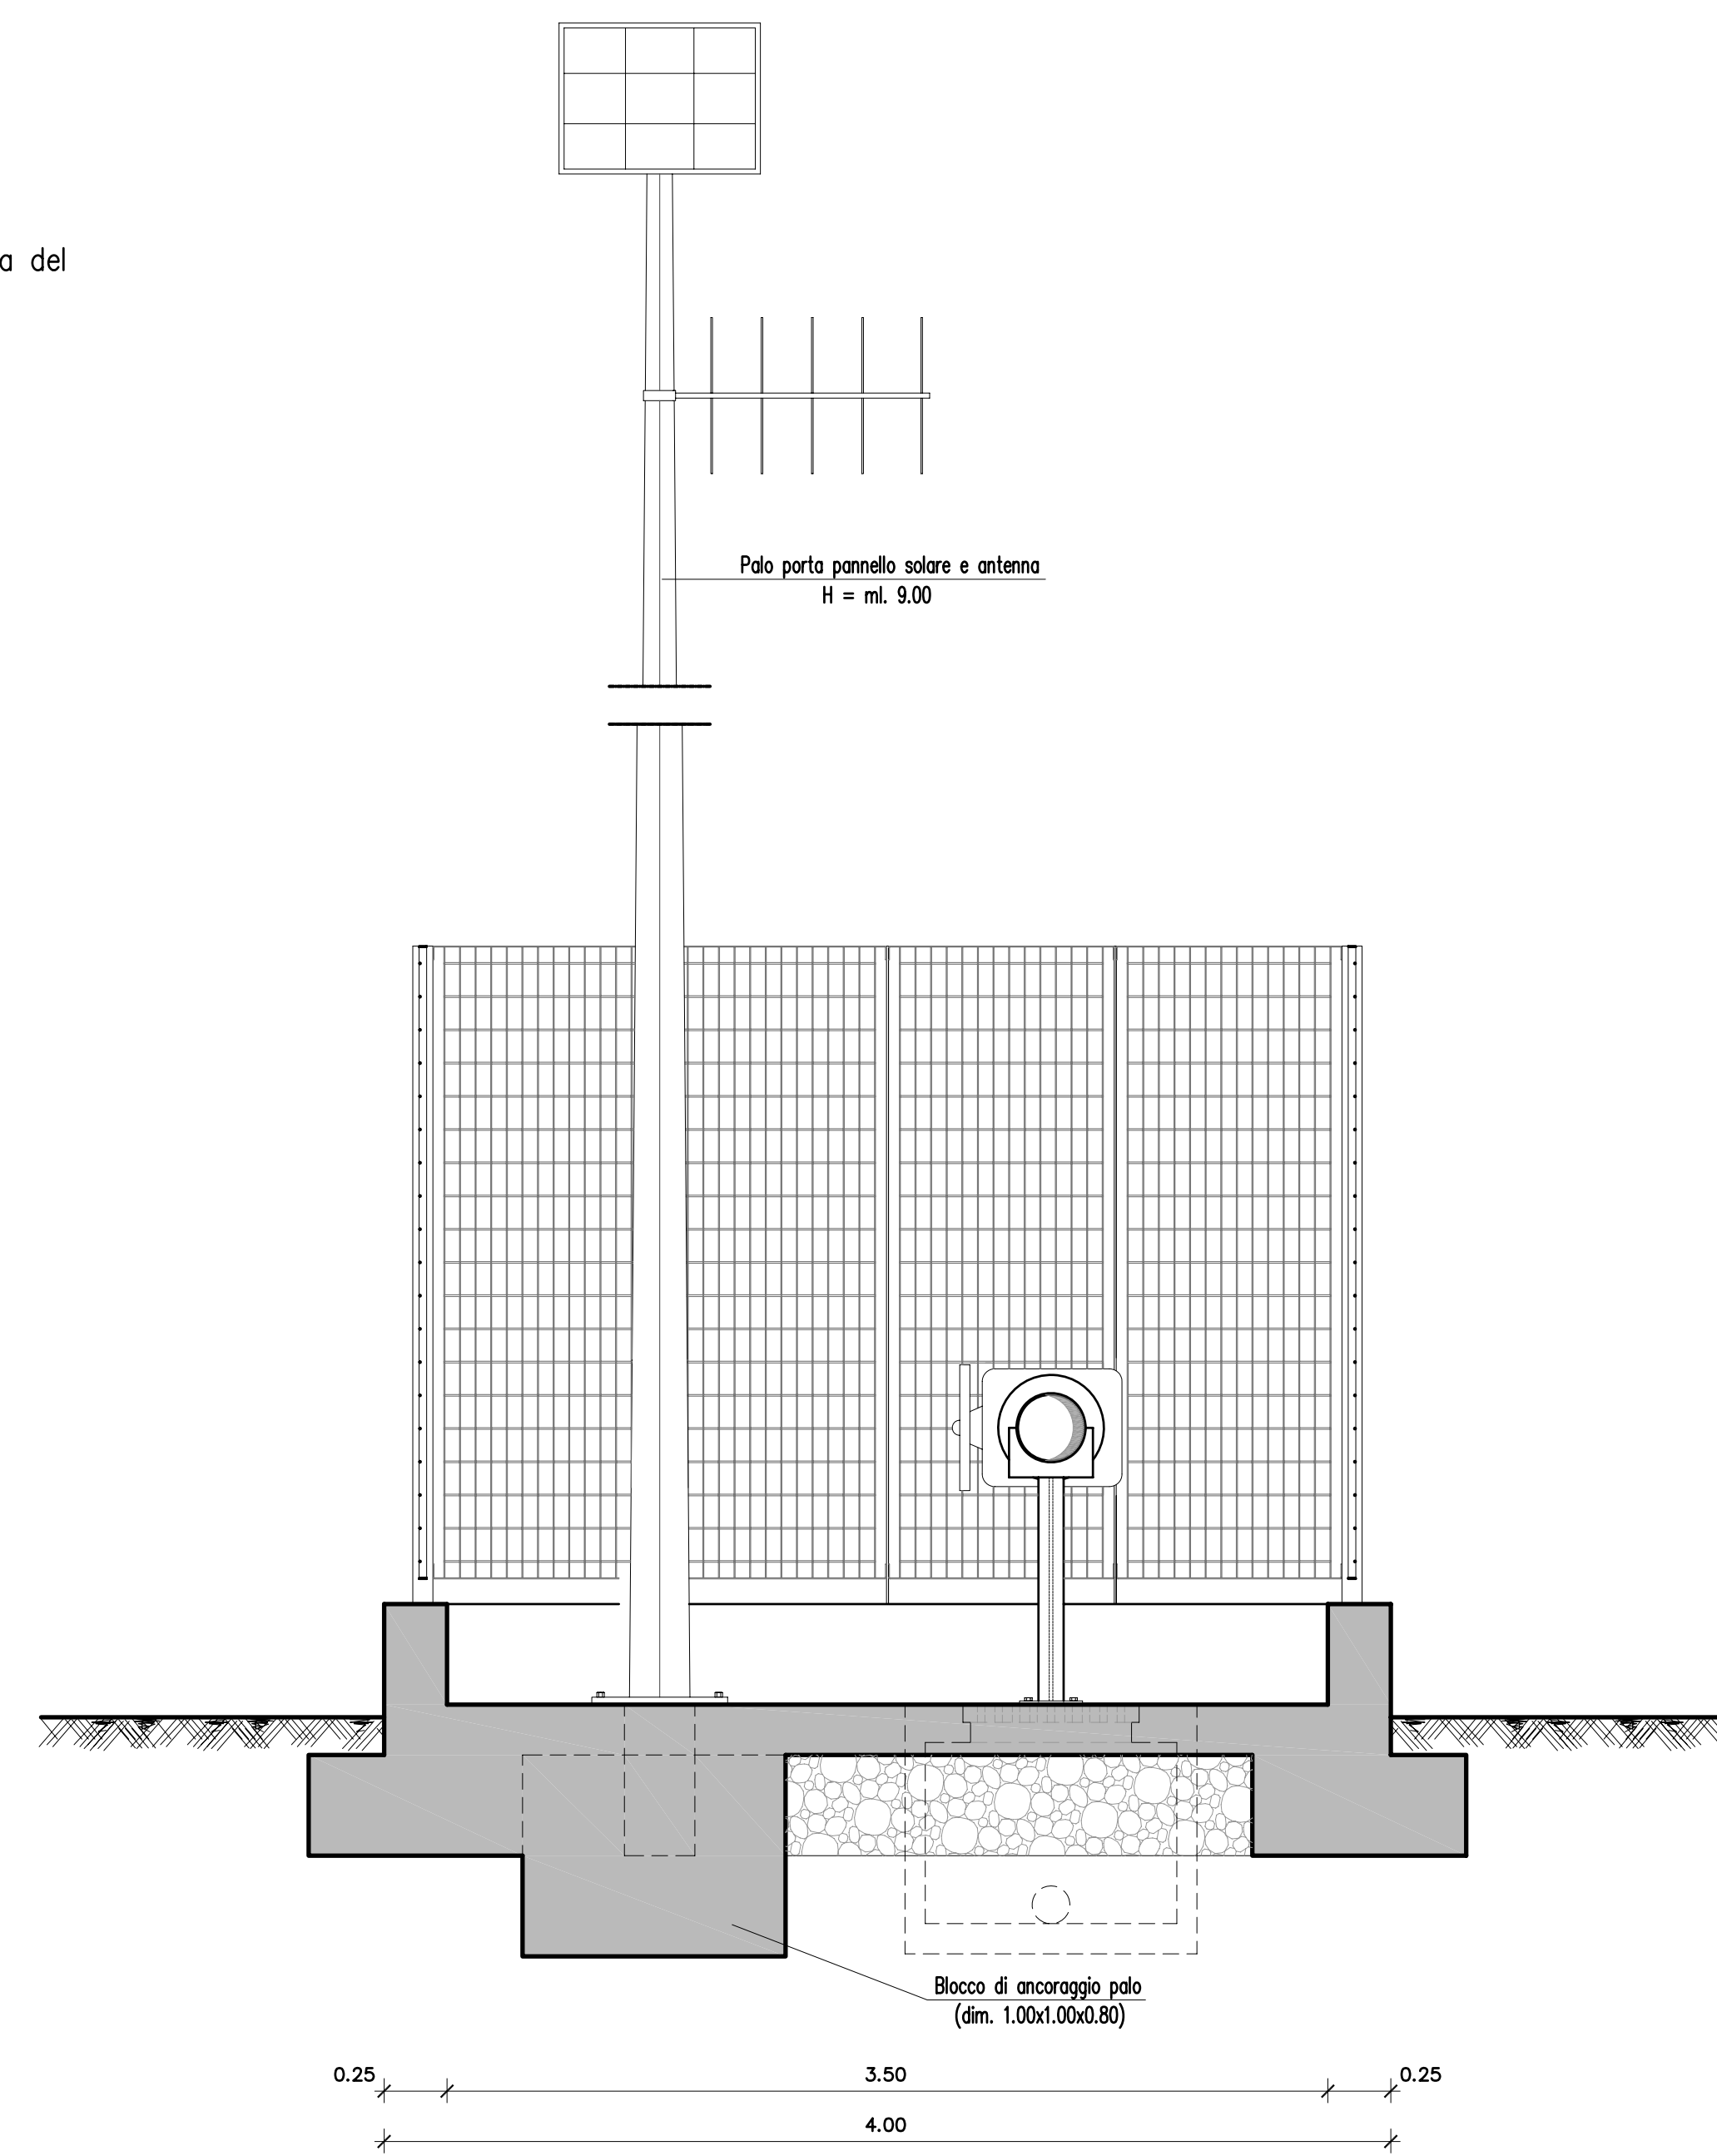 a del
Palo porta pannello solare e antenna
H = ml. 9.00
Blocco di ancoraggio palo
(dim. 1.00x1.00x0.80)
0.25 3.50 0.25
4.00